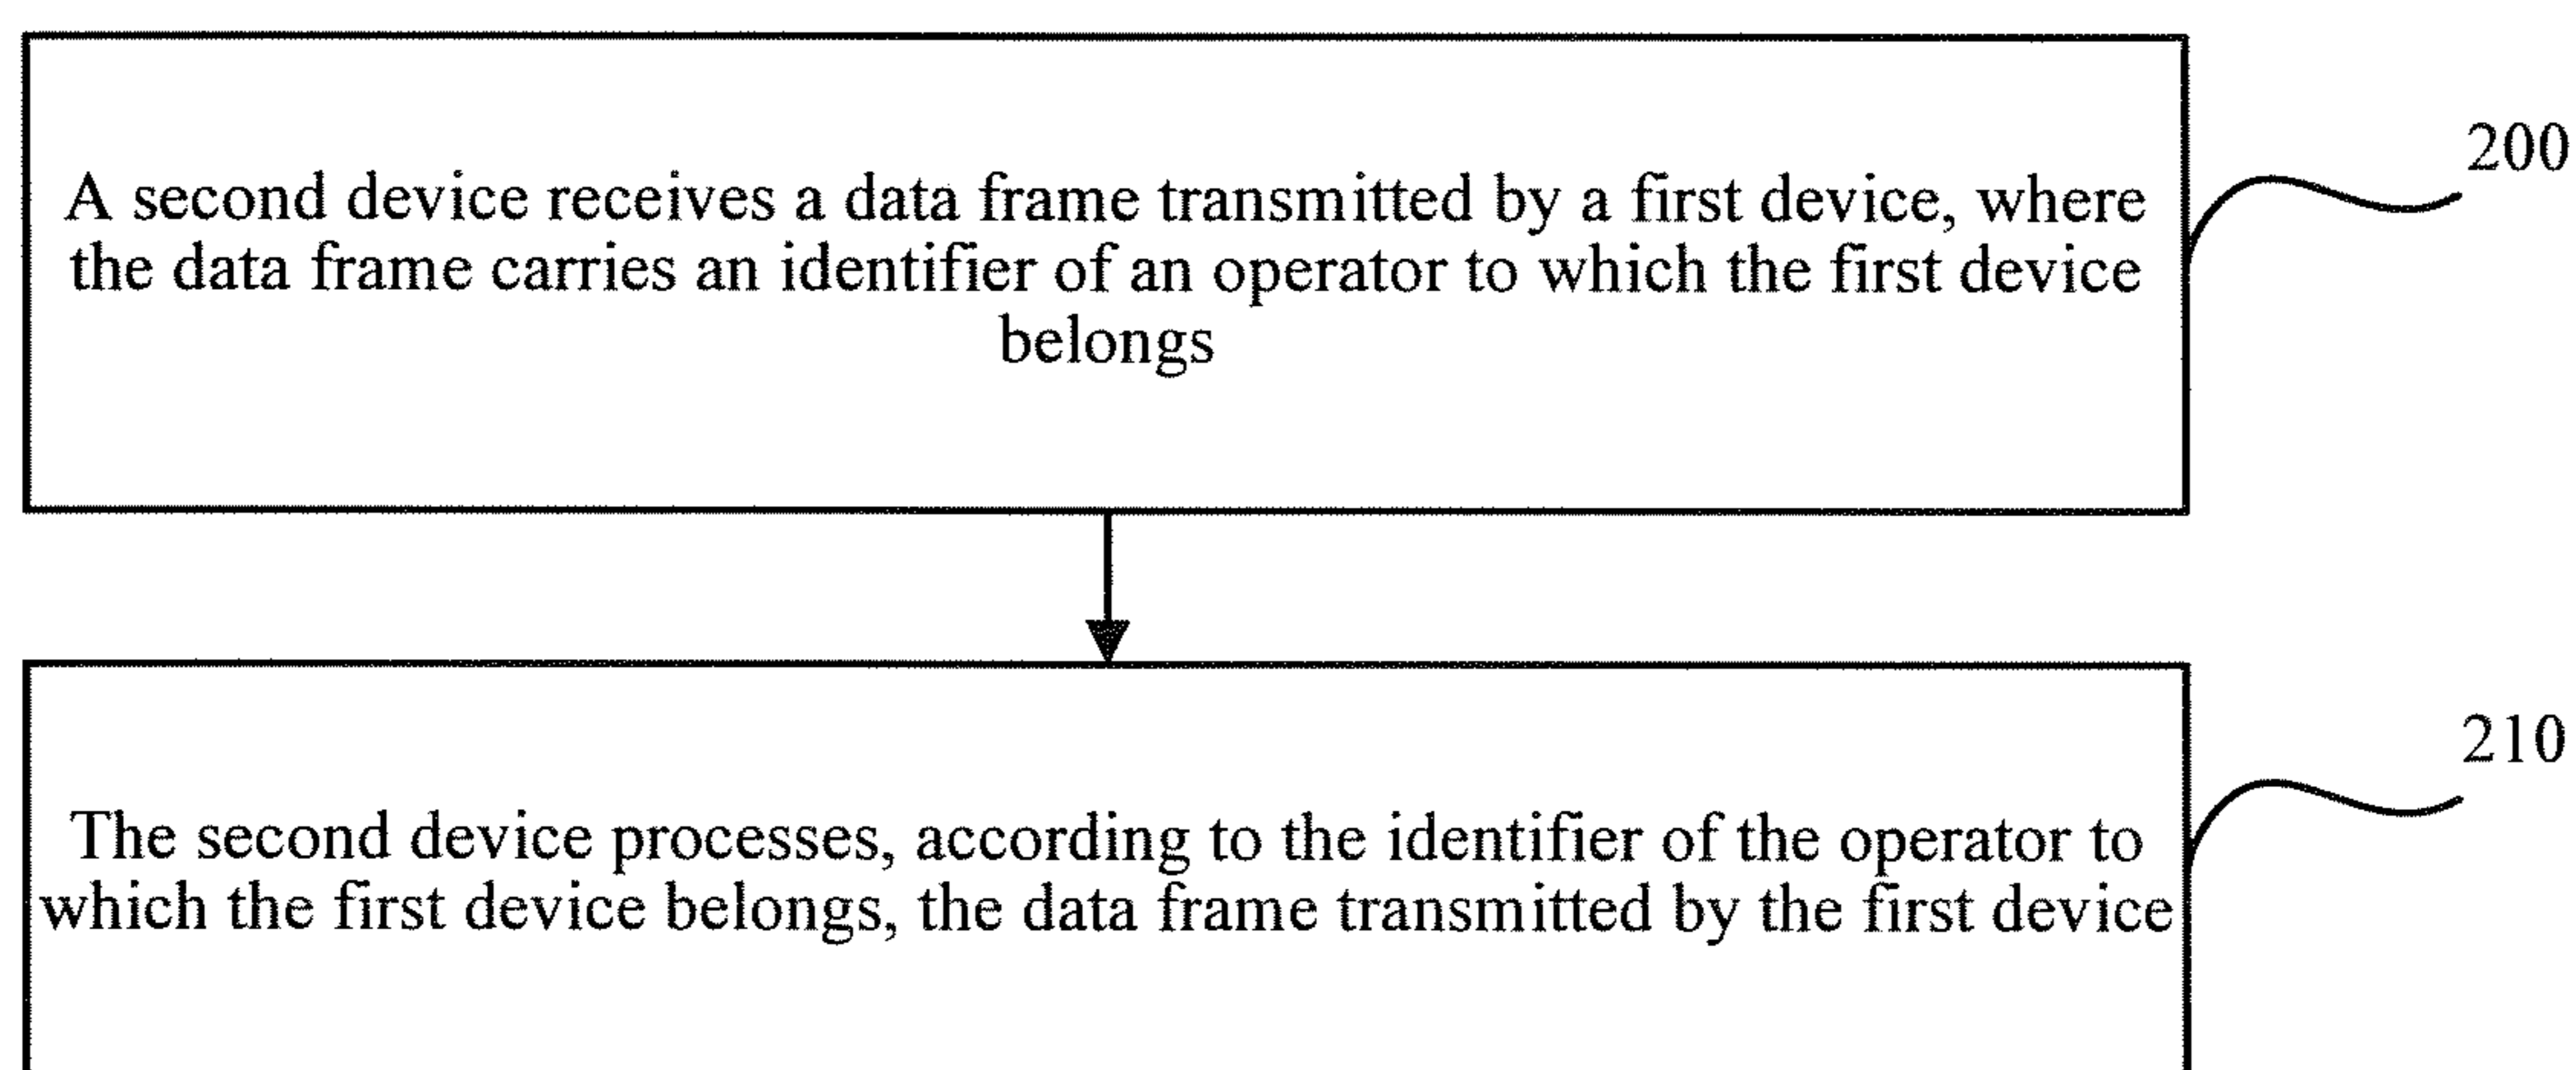 200
A second device receives a data frame transmitted by a first device, where
the data frame carries an identifier of an operator to which the first device
belongs
210
The second device processes, according to the identifier of the operator to
which the first device belongs, the data frame transmitted by the first device